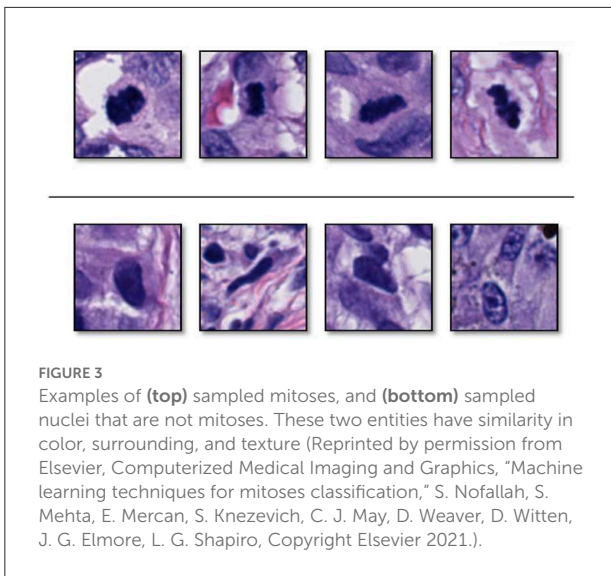 FIGURE 3
Examples of (top) sampled mitoses, and (bottom) sampled
nuclei that are not mitoses. These two entities have similarity in
color, surrounding, and texture (Reprinted by permission from
Elsevier, Computerized Medical Imaging and Graphics, “Machine
learning techniques for mitoses classification,” S. Nofallah, S.
Mehta, E. Mercan, S. Knezevich, C. J. May, D. Weaver, D. Witten,
J. G. Elmore, L. G. Shapiro, Copyright Elsevier 2021.).